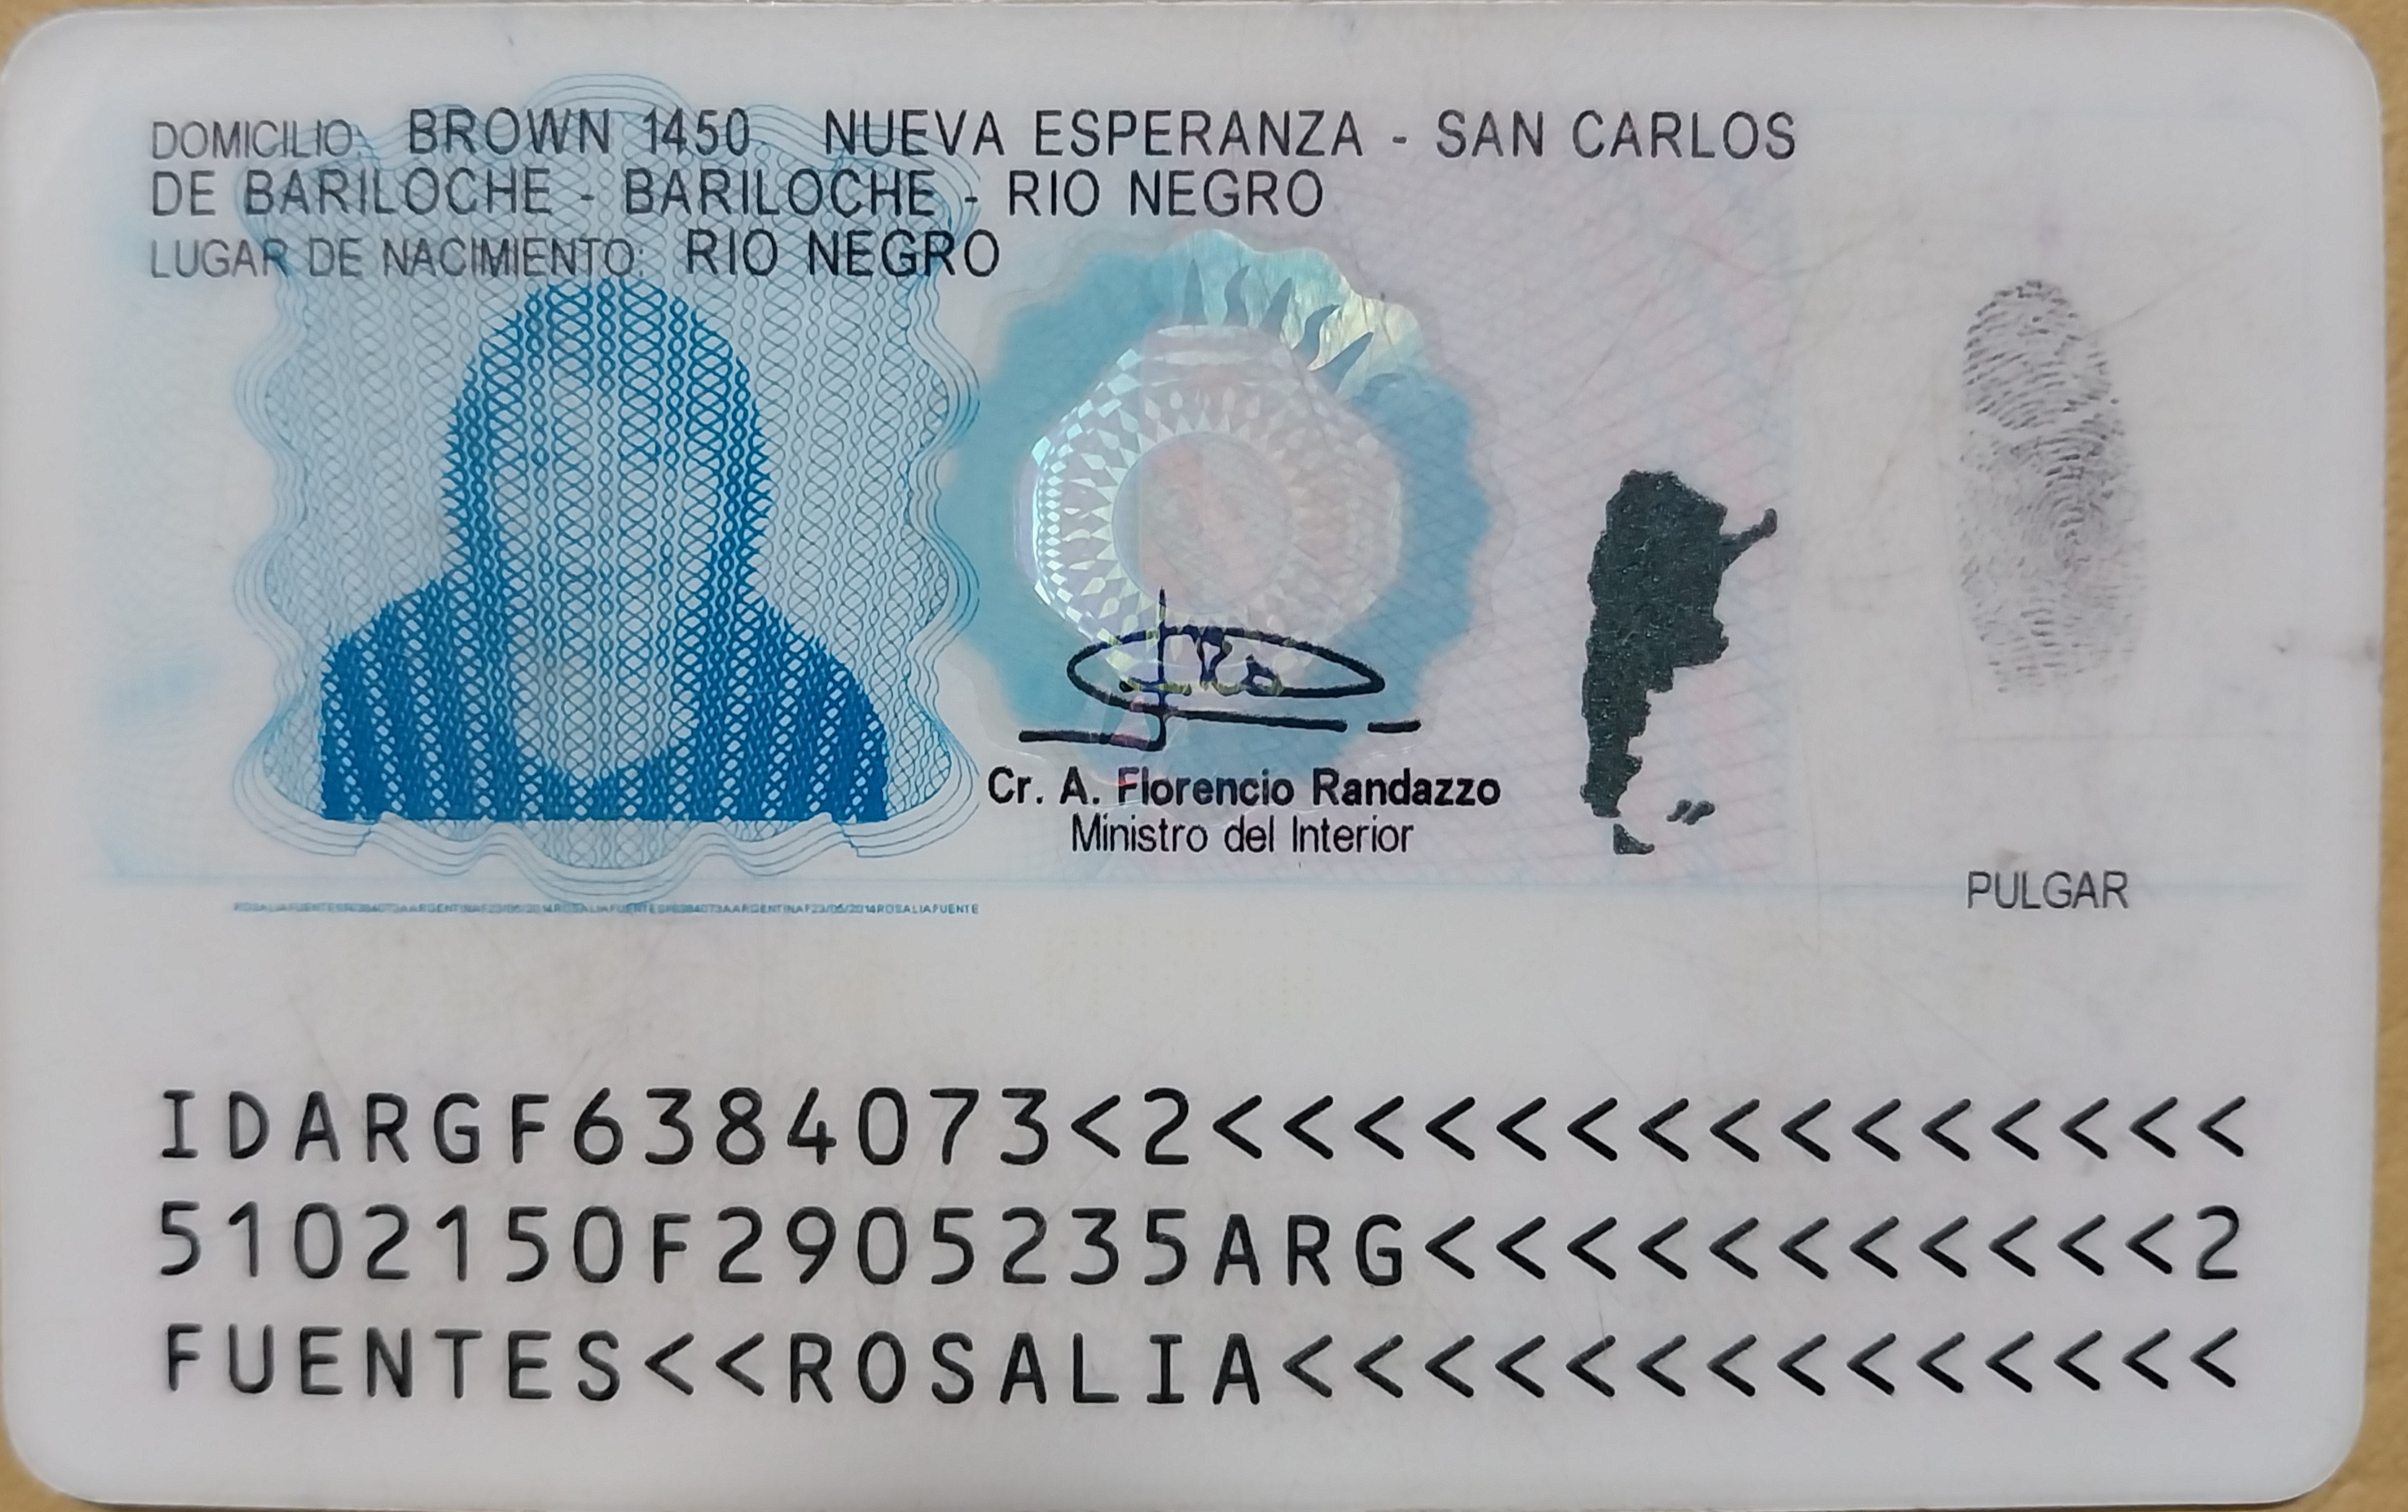 DOMICILIO: BROWN 1450 NUEVA ESPERANZA - SAN CARLOS
DE BARILOCHE - BARILOCHE - RIO NEGRO
LUGAR DE NACIMIENTO: RIO NEGRO
Cr. A. Florencio Randazzo
Ministro del Interior
PULGAR
ROSALIAFUENTESF6384073AARGENTINAF23/05/2014ROSALIAFUENTESF6384073AARGENTINAF23/05/2014ROSALIAFUENTE
IDARGF6384073<2<<<<<<<<<<<<<<<
5102150F2905235ARG<<<<<<<<<<<2
FUENTES<<ROSALIA<<<<<<<<<<<<<<